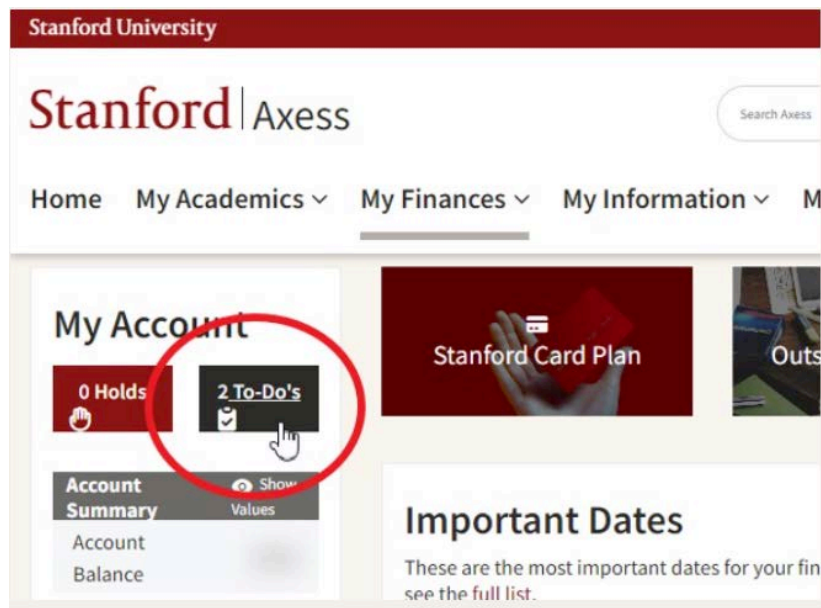 Stanford University
Stanford Axess
Search Axess
Home My Academics My Finances My Information M
My Account
0 Holds
2 To-Do's
Stanford Card Plan
Outs
Account Summary
Show Values
Account
Balance
Important Dates
These are the most important dates for your fin
see the full list.